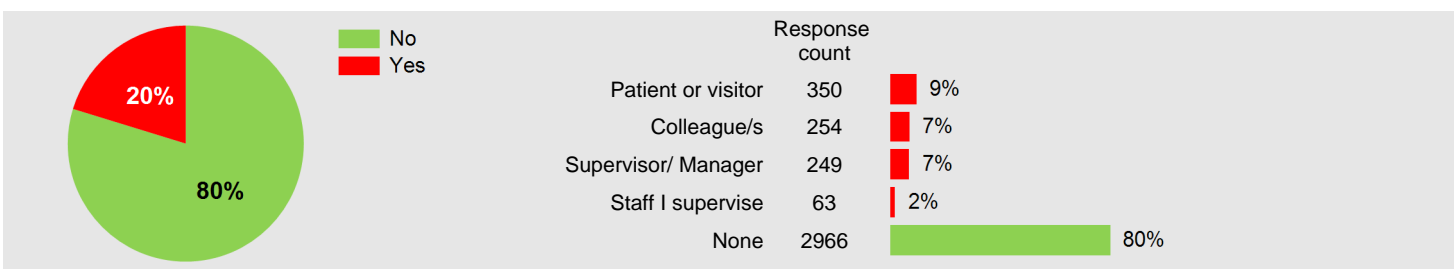 No
Yes
20%
80%
Response
count
Patient or visitor 350 9%
Colleague/s 254 7%
Supervisor/ Manager 249 7%
Staff I supervise 63 2%
None 2966 80%